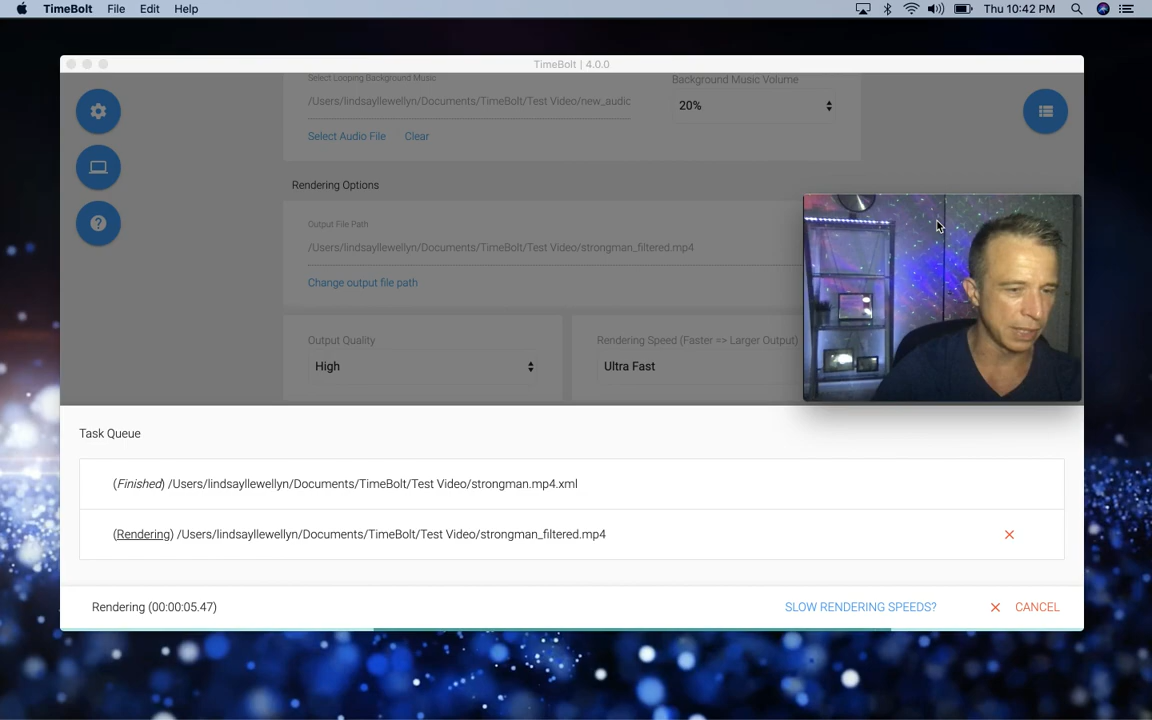 TimeBolt File Edit Help Thu 10:42 PM
TimeBolt | 4.0.0
Select Looping Background Music
Background Music Volume
/Users/lindsayllewellyn/Documents/TimeBolt/Test Video/new_audio
20%
Select Audio File Clear
Rendering Options
Output File Path
/Users/lindsayllewellyn/Documents/TimeBolt/Test Video/strongman_filtered.mp4
Change output file path
Output Quality
Rendering Speed (Faster => Larger Output)
High
Ultra Fast
Task Queue
(Finished) /Users/lindsayllewellyn/Documents/TimeBolt/Test Video/strongman.mp4.xml
(Rendering) /Users/lindsayllewellyn/Documents/TimeBolt/Test Video/strongman_filtered.mp4
Rendering (00:00:05.47)
SLOW RENDERING SPEEDS?
CANCEL